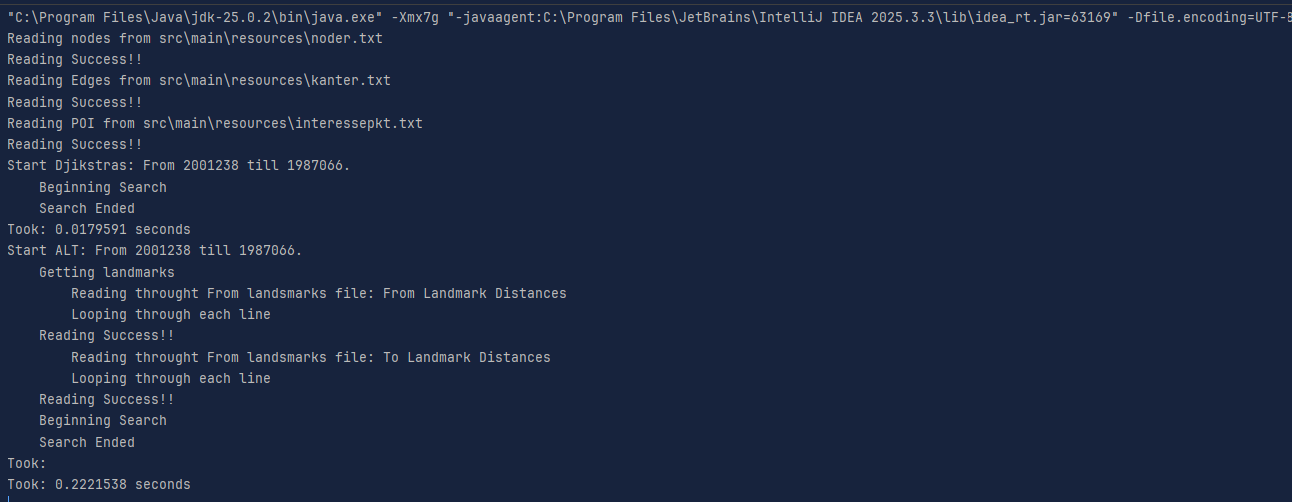 "C:\Program Files\Java\jdk-25.0.2\bin\java.exe" -Xmx7g "-javaagent:C:\Program Files\JetBrains\IntelliJ IDEA 2025.3.3\lib\idea_rt.jar=63169" -Dfile.encoding=UTF-8
Reading nodes from src\main\resources\noder.txt
Reading Success!!
Reading Edges from src\main\resources\kanter.txt
Reading Success!!
Reading POI from src\main\resources\interessepkt.txt
Reading Success!!
Start Djikstras: From 2001238 till 1987066.
    Beginning Search
    Search Ended
Took: 0.0179591 seconds
Start ALT: From 2001238 till 1987066.
    Getting landmarks
        Reading throught From landsmarks file: From Landmark Distances
        Looping through each line
    Reading Success!!
        Reading throught From landsmarks file: To Landmark Distances
        Looping through each line
    Reading Success!!
    Beginning Search
    Search Ended
Took:
Took: 0.2221538 seconds